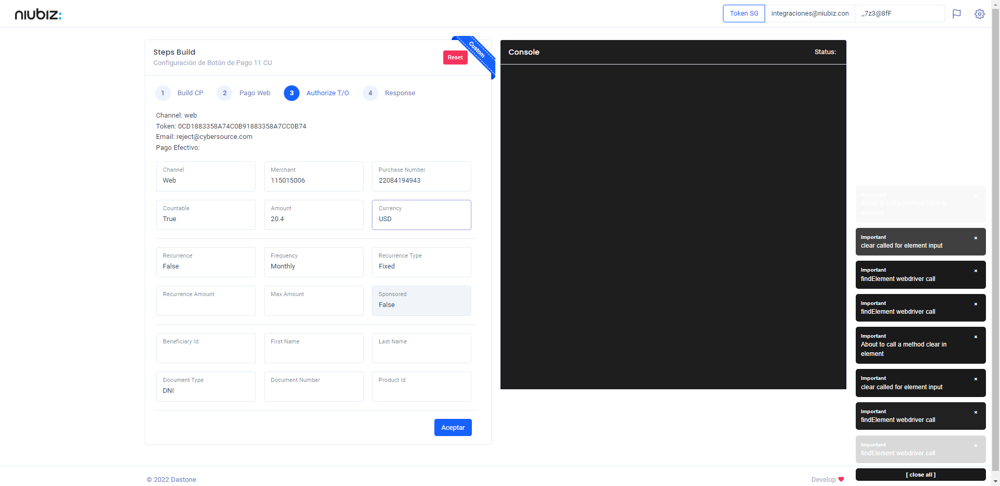 niubiz:
Token SG
integraciones@niubiz.con
_7z3@8fF
Steps Build
Configuración de Botón de Pago 11 CU
Reset
Custom
1 Build CP
2 Pago Web
3 Authorize T/O
4 Response
Channel: web
Token: 0CD1883358A74C0B91883358A7CC0B74
Email: reject@cybersource.com
Pago Efectivo:
Channel
Web
Merchant
115015006
Purchase Number
22084194943
Countable
True
Amount
20.4
Currency
USD
Recurrence
False
Frequency
Monthly
Recurrence Type
Fixed
Recurrence Amount
Max Amount
Sponsored
False
Beneficiary Id
First Name
Last Name
Document Type
DNI
Document Number
Product Id
Aceptar
Console
Status:
Important
About to call a method clear in
element
Important
clear called for element input
Important
findElement webdriver call
Important
findElement webdriver call
Important
About to call a method clear in
element
Important
clear called for element input
Important
findElement webdriver call
Important
findElement webdriver call
[ close all ]
© 2022 Dastone
Develop